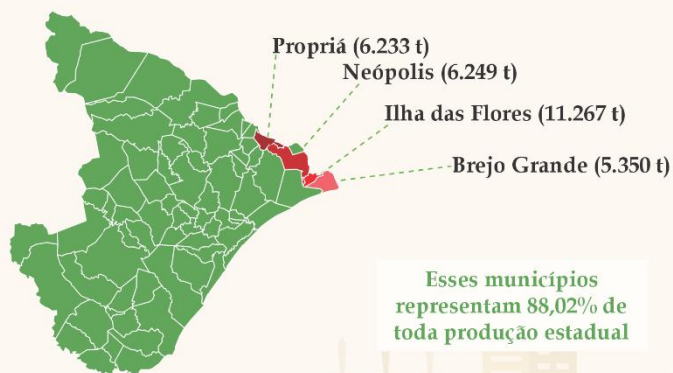 Propriá (6.233 t)
Neópolis (6.249 t)
Ilha das Flores (11.267 t)
Brejo Grande (5.350 t)
Esses municípios
representam 88,02% de
toda produção estadual